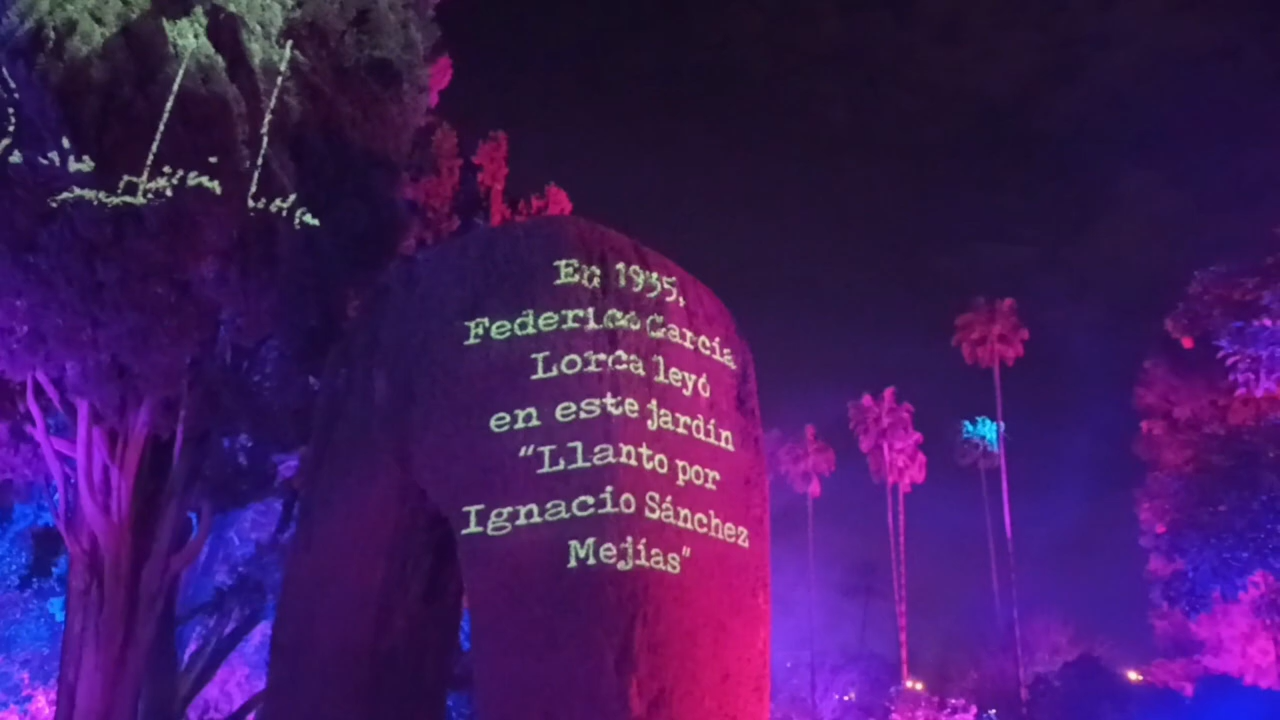 En 1935,
Federico García
Lorca leyó
en este jardín
“Llanto por
Ignacio Sánchez
Mejías”